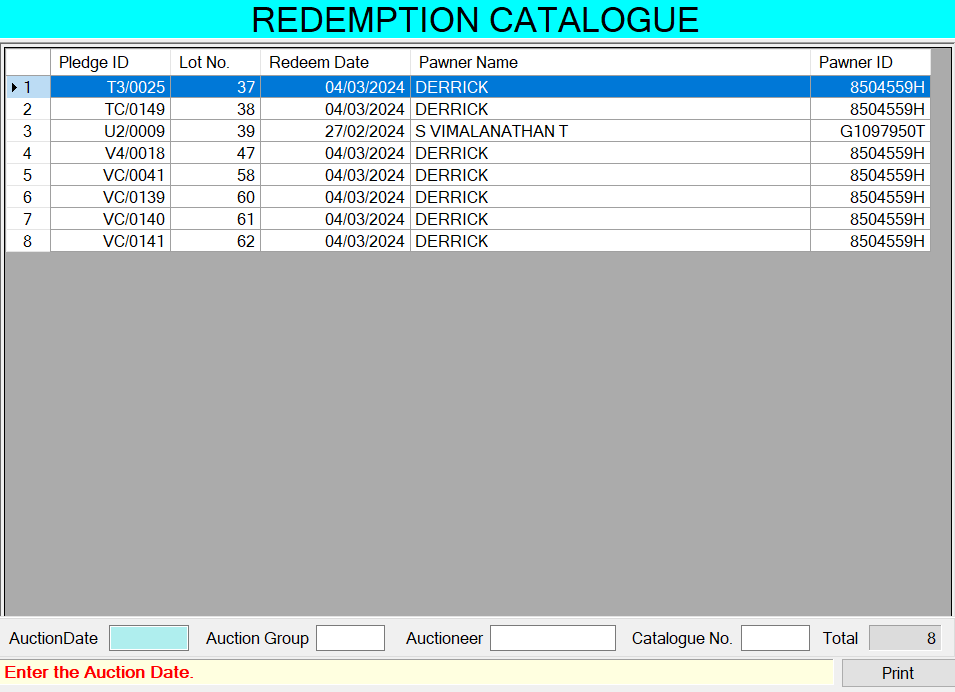 REDEMPTION CATALOGUE
Pledge ID Lot No. Redeem Date Pawner Name Pawner ID
1 T3/0025 37 04/03/2024 DERRICK 8504559H
2 TC/0149 38 04/03/2024 DERRICK 8504559H
3 U2/0009 39 27/02/2024 S VIMALANATHAN T G1097950T
4 V4/0018 47 04/03/2024 DERRICK 8504559H
5 VC/0041 58 04/03/2024 DERRICK 8504559H
6 VC/0139 60 04/03/2024 DERRICK 8504559H
7 VC/0140 61 04/03/2024 DERRICK 8504559H
8 VC/0141 62 04/03/2024 DERRICK 8504559H
AuctionDate Auction Group Auctioneer Catalogue No. Total 8
Enter the Auction Date. Print